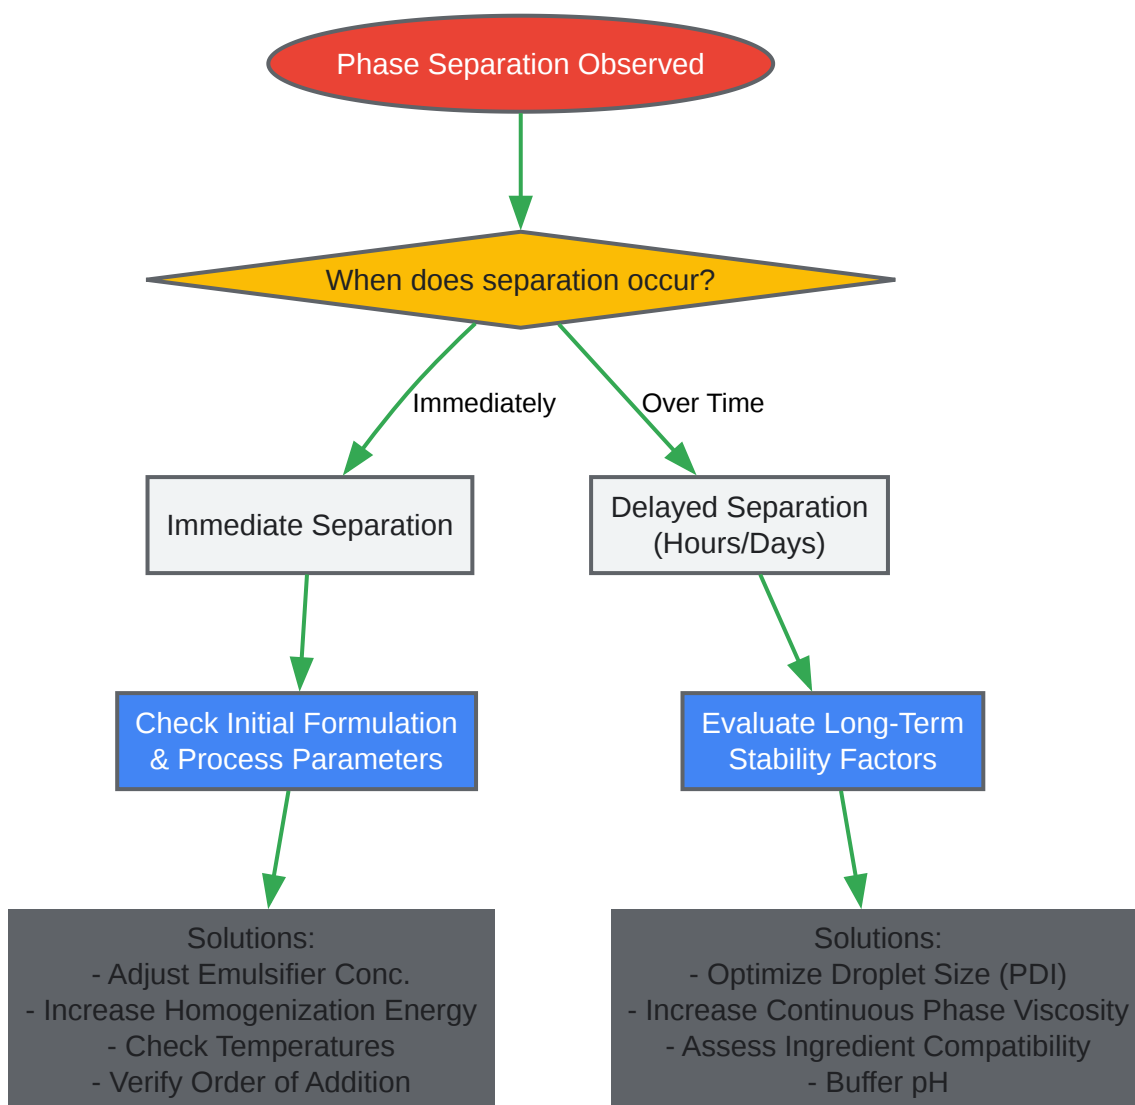 Phase Separation Observed
When does separation occur?
Immediately
Over Time
Immediate Separation
Delayed Separation
(Hours/Days)
Check Initial Formulation
& Process Parameters
Evaluate Long-Term
Stability Factors
Solutions:
- Adjust Emulsifier Conc.
- Increase Homogenization Energy
- Check Temperatures
- Verify Order of Addition
Solutions:
- Optimize Droplet Size (PDI)
- Increase Continuous Phase Viscosity
- Assess Ingredient Compatibility
- Buffer pH